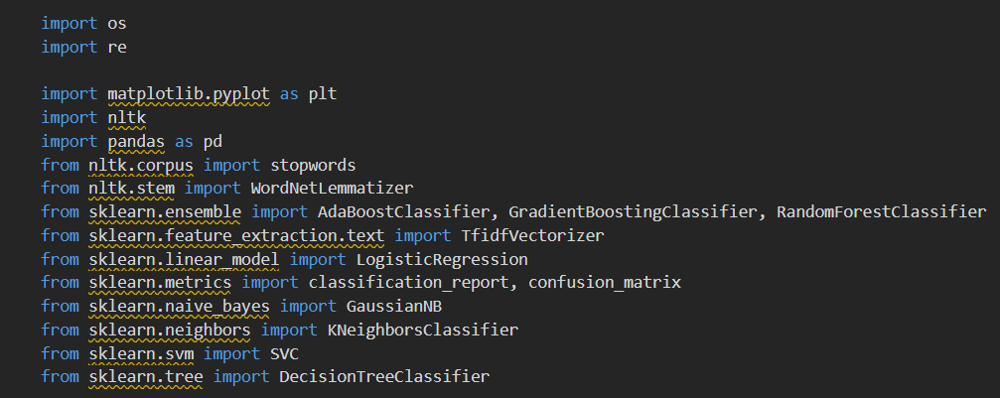 import os
import re
import matplotlib.pyplot as plt
import nltk
import pandas as pd
from nltk.corpus import stopwords
from nltk.stem import WordNetLemmatizer
from sklearn.ensemble import AdaBoostClassifier, GradientBoostingClassifier, RandomForestClassifier
from sklearn.feature_extraction.text import TfidfVectorizer
from sklearn.linear_model import LogisticRegression
from sklearn.metrics import classification_report, confusion_matrix
from sklearn.naive_bayes import GaussianNB
from sklearn.neighbors import KNeighborsClassifier
from sklearn.svm import SVC
from sklearn.tree import DecisionTreeClassifier